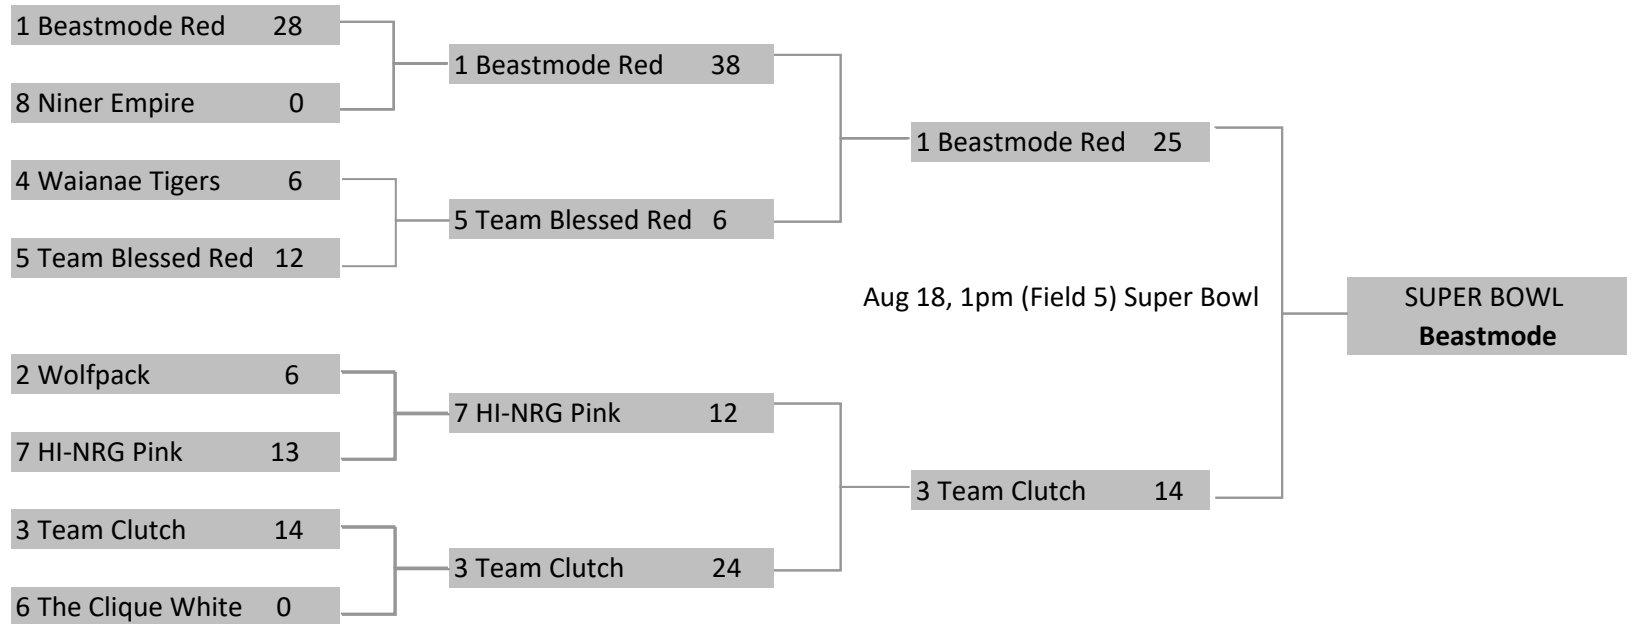 1 Beastmode Red 28
8 Niner Empire 0
4 Waianae Tigers 6
5 Team Blessed Red 12
2 Wolfpack 6
7 HI-NRG Pink 13
3 Team Clutch 14
6 The Clique White 0
1 Beastmode Red 38
5 Team Blessed Red 6
7 HI-NRG Pink 12
3 Team Clutch 24
1 Beastmode Red 25
Aug 18, 1pm (Field 5) Super Bowl
3 Team Clutch 14
SUPER BOWL
Beastmode